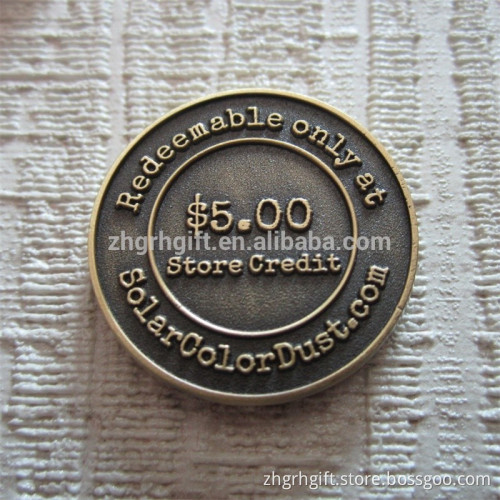 Redeemable only at
$5.00
zhgrhgift.en.alibaba.com
Store Credit
SolarColorDust.com
zhgrhgift.store.bossgoo.com